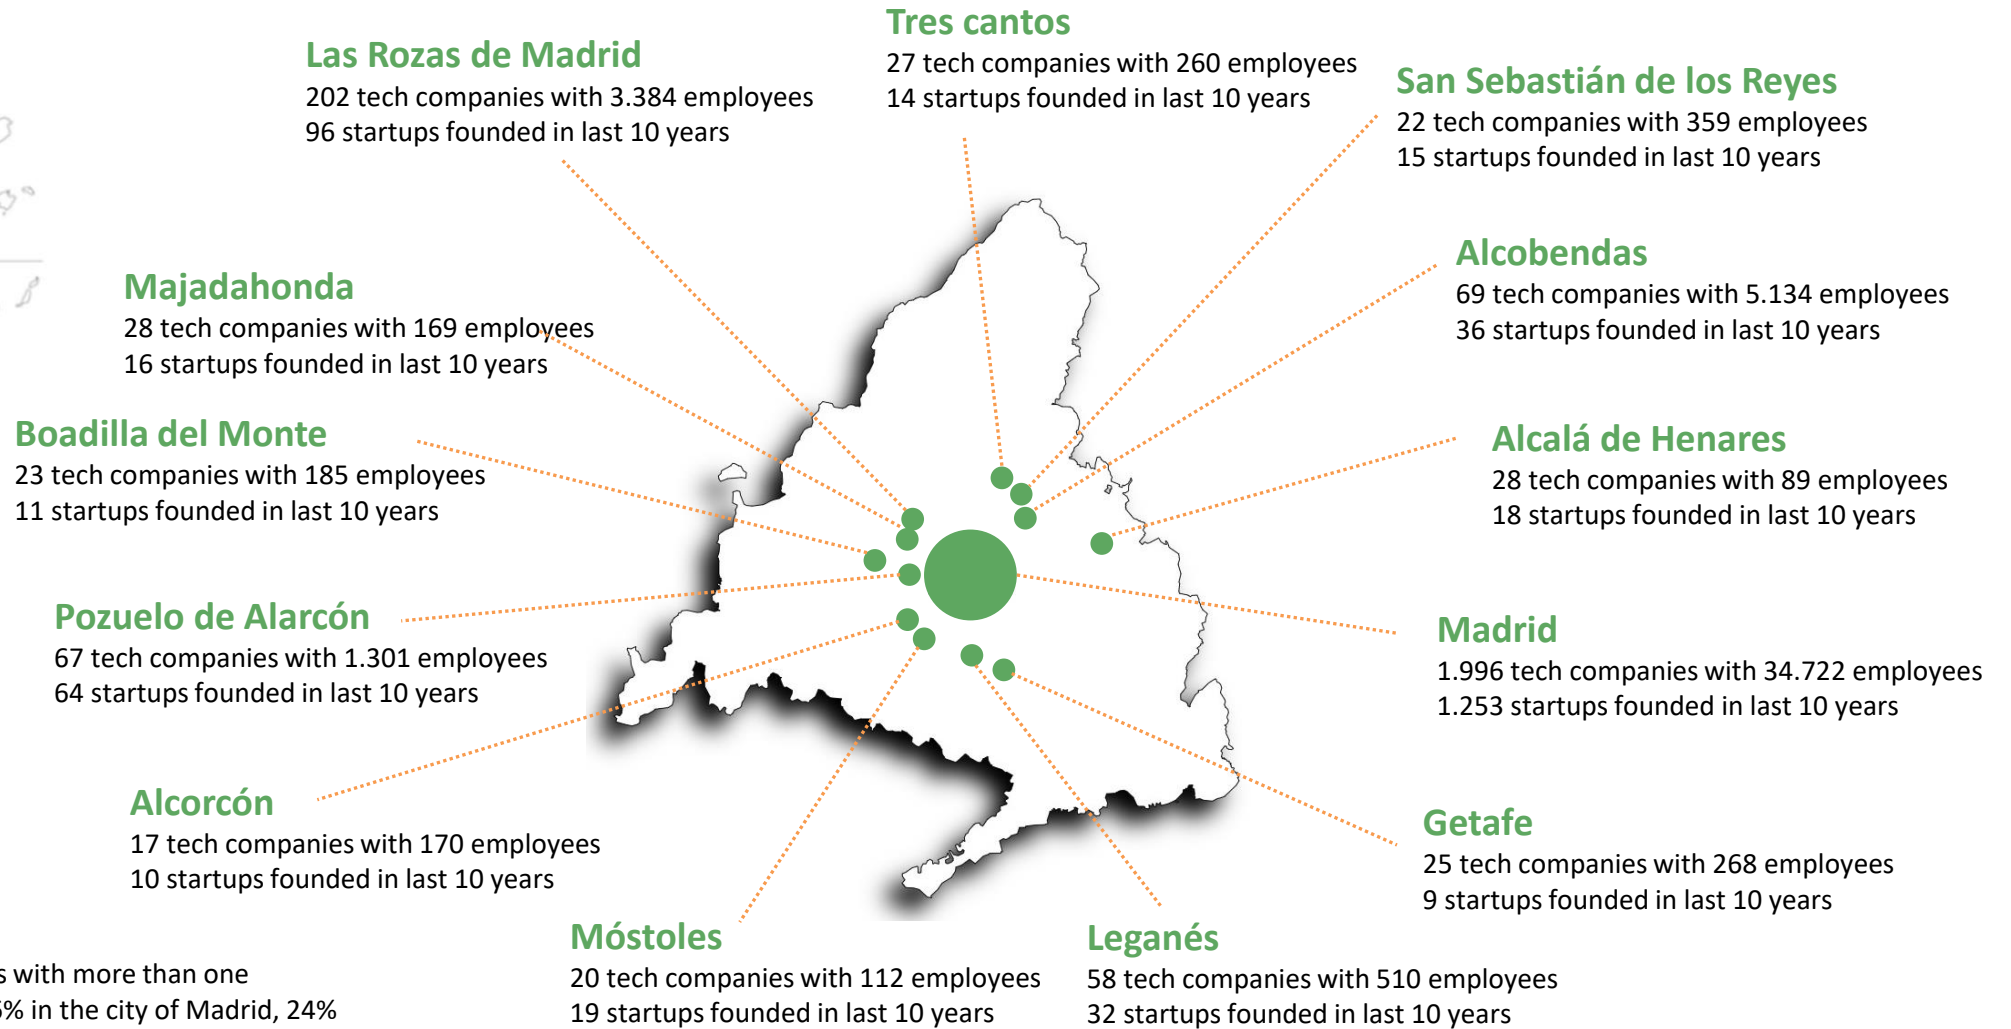 Tres cantos
27 tech companies with 260 employees
14 startups founded in last 10 years
Las Rozas de Madrid
202 tech companies with 3.384 employees
96 startups founded in last 10 years
San Sebastián de los Reyes
22 tech companies with 359 employees
15 startups founded in last 10 years
Alcobendas
69 tech companies with 5.134 employees
36 startups founded in last 10 years
Majadahonda
28 tech companies with 169 employees
16 startups founded in last 10 years
Boadilla del Monte
23 tech companies with 185 employees
11 startups founded in last 10 years
Alcalá de Henares
28 tech companies with 89 employees
18 startups founded in last 10 years
Pozuelo de Alarcón
67 tech companies with 1.301 employees
64 startups founded in last 10 years
Madrid
1.996 tech companies with 34.722 employees
1.253 startups founded in last 10 years
Alcorcón
17 tech companies with 170 employees
10 startups founded in last 10 years
Getafe
25 tech companies with 268 employees
9 startups founded in last 10 years
Móstoles
20 tech companies with 112 employees
19 startups founded in last 10 years
Leganés
58 tech companies with 510 employees
32 startups founded in last 10 years
with more than one
% in the city of Madrid, 24%